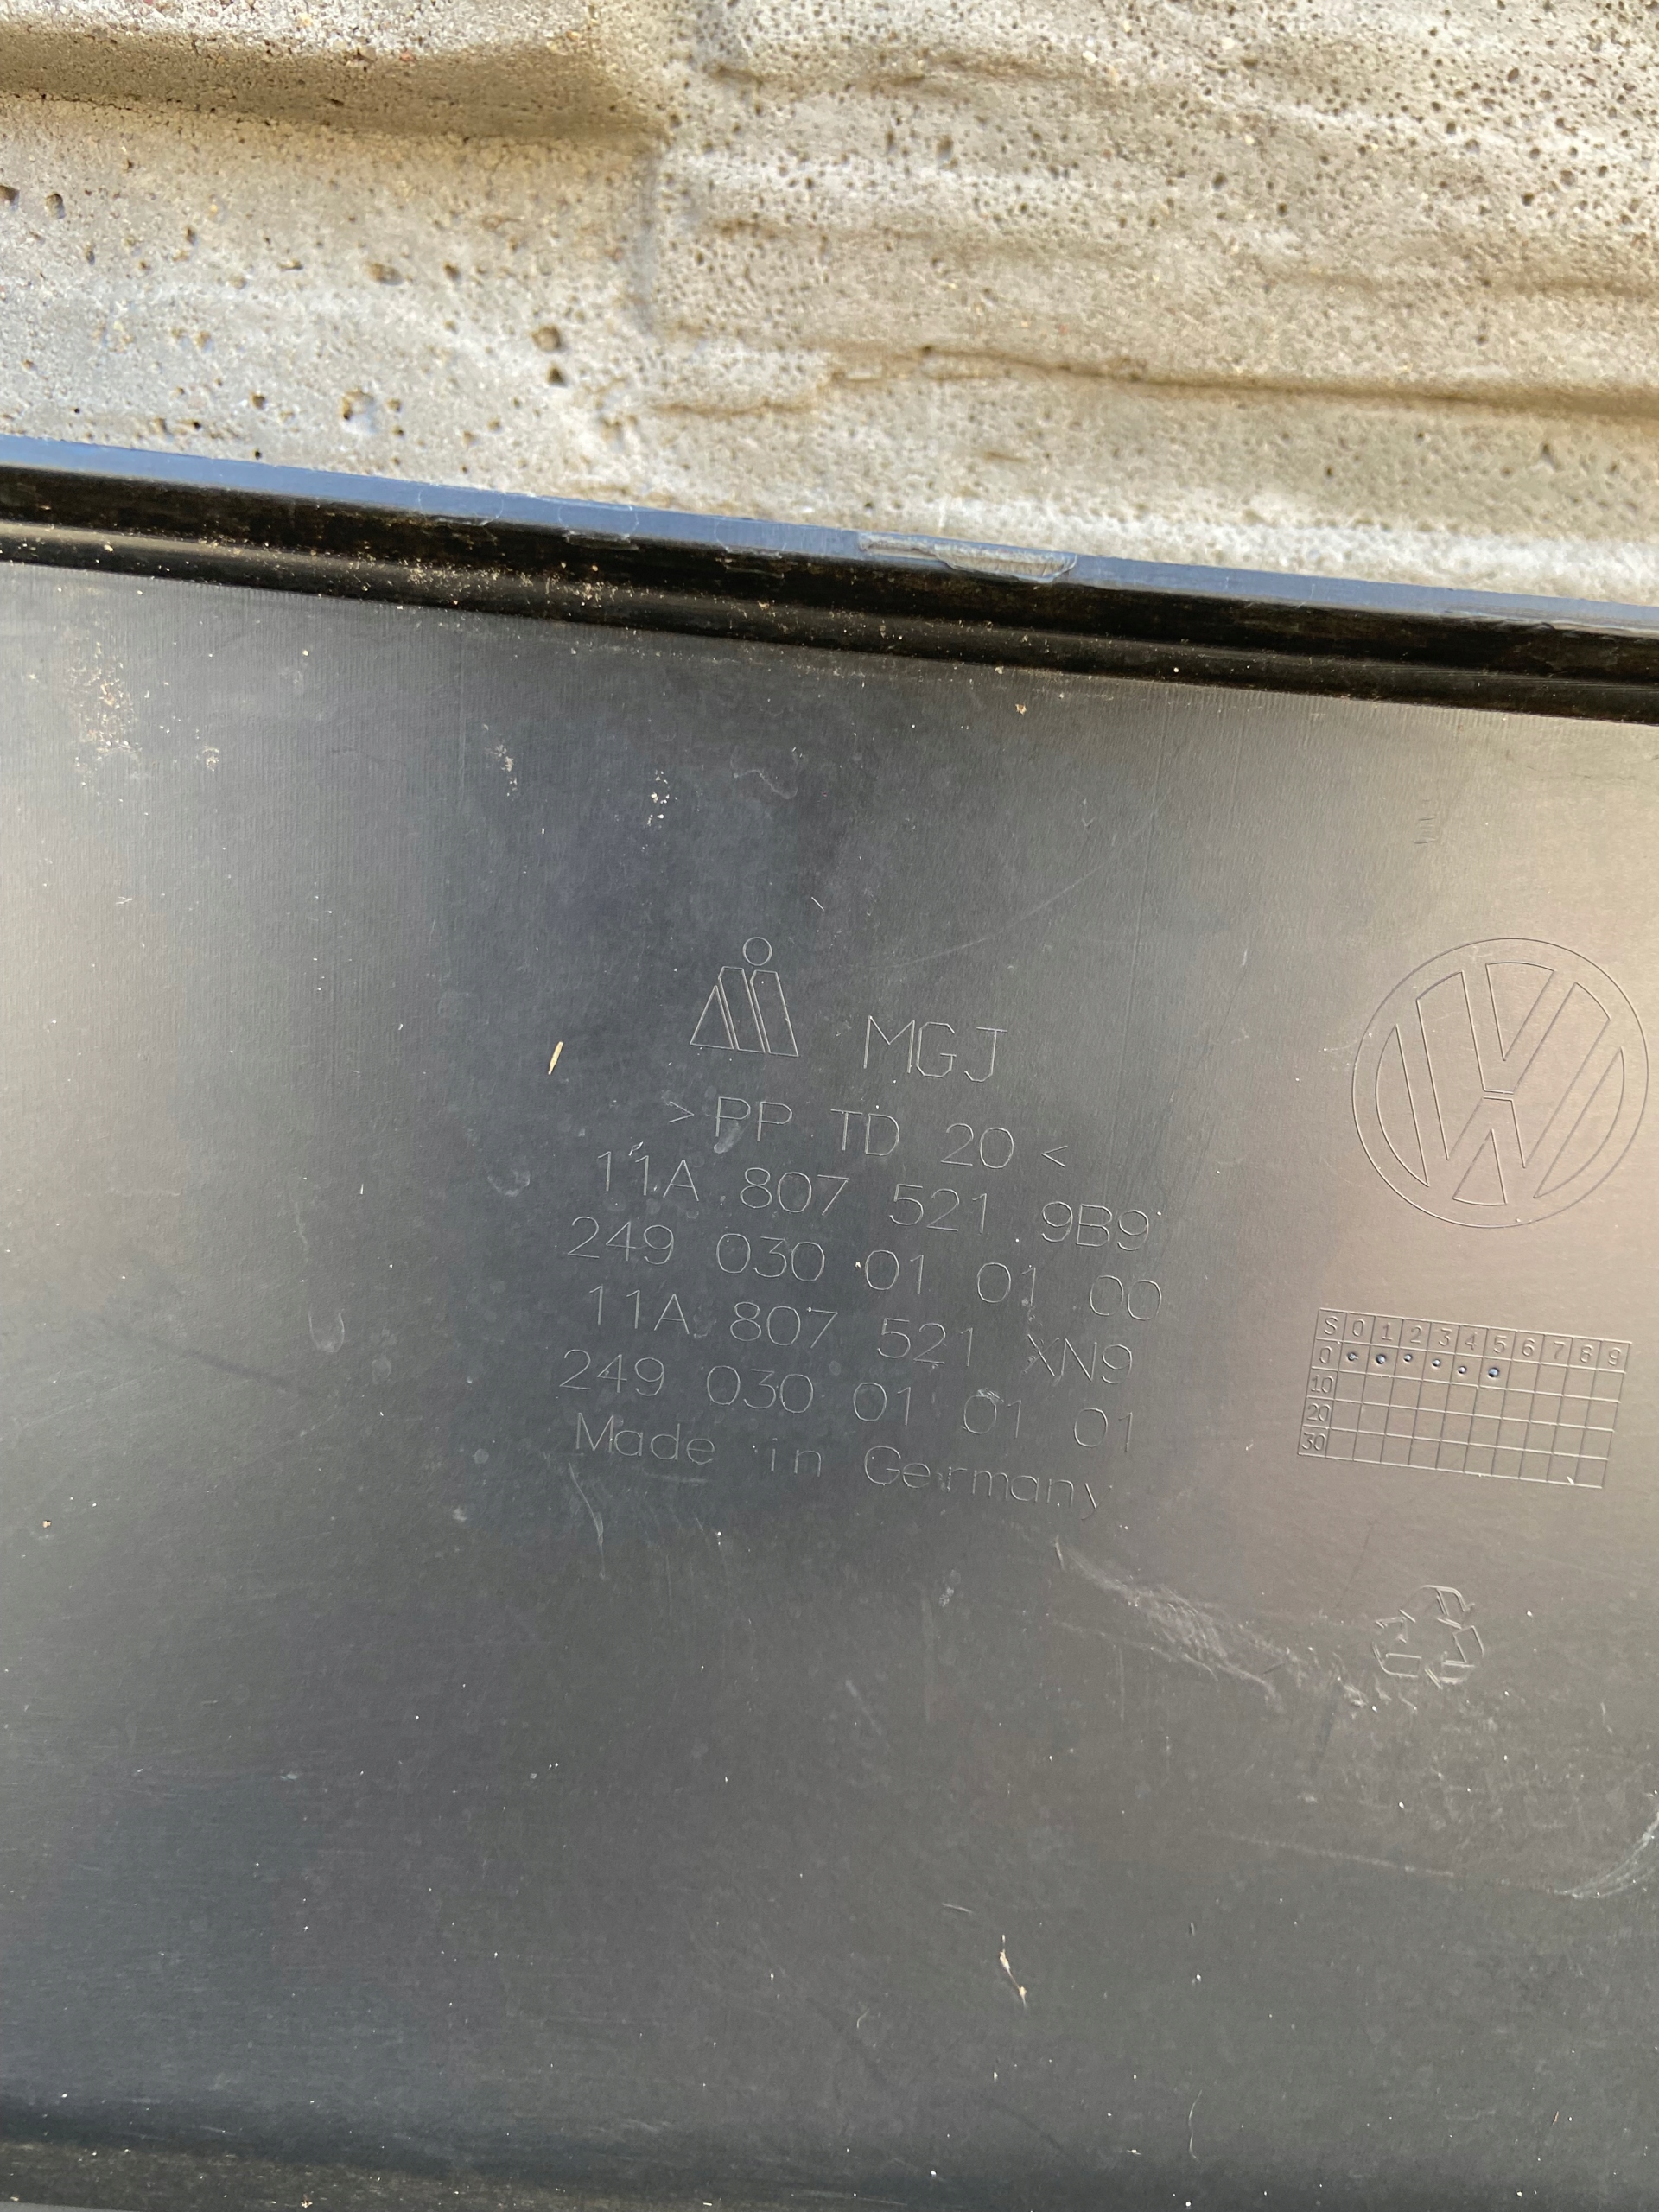 MGJ
>PP TD 20<
11A 807 521 9B9
249 030 01 01 00
11A 807 521 XN9
249 030 01 01 01
Made in Germany
VW
S 0 1 2 3 4 5 6 7 8 9
0
10
20
30